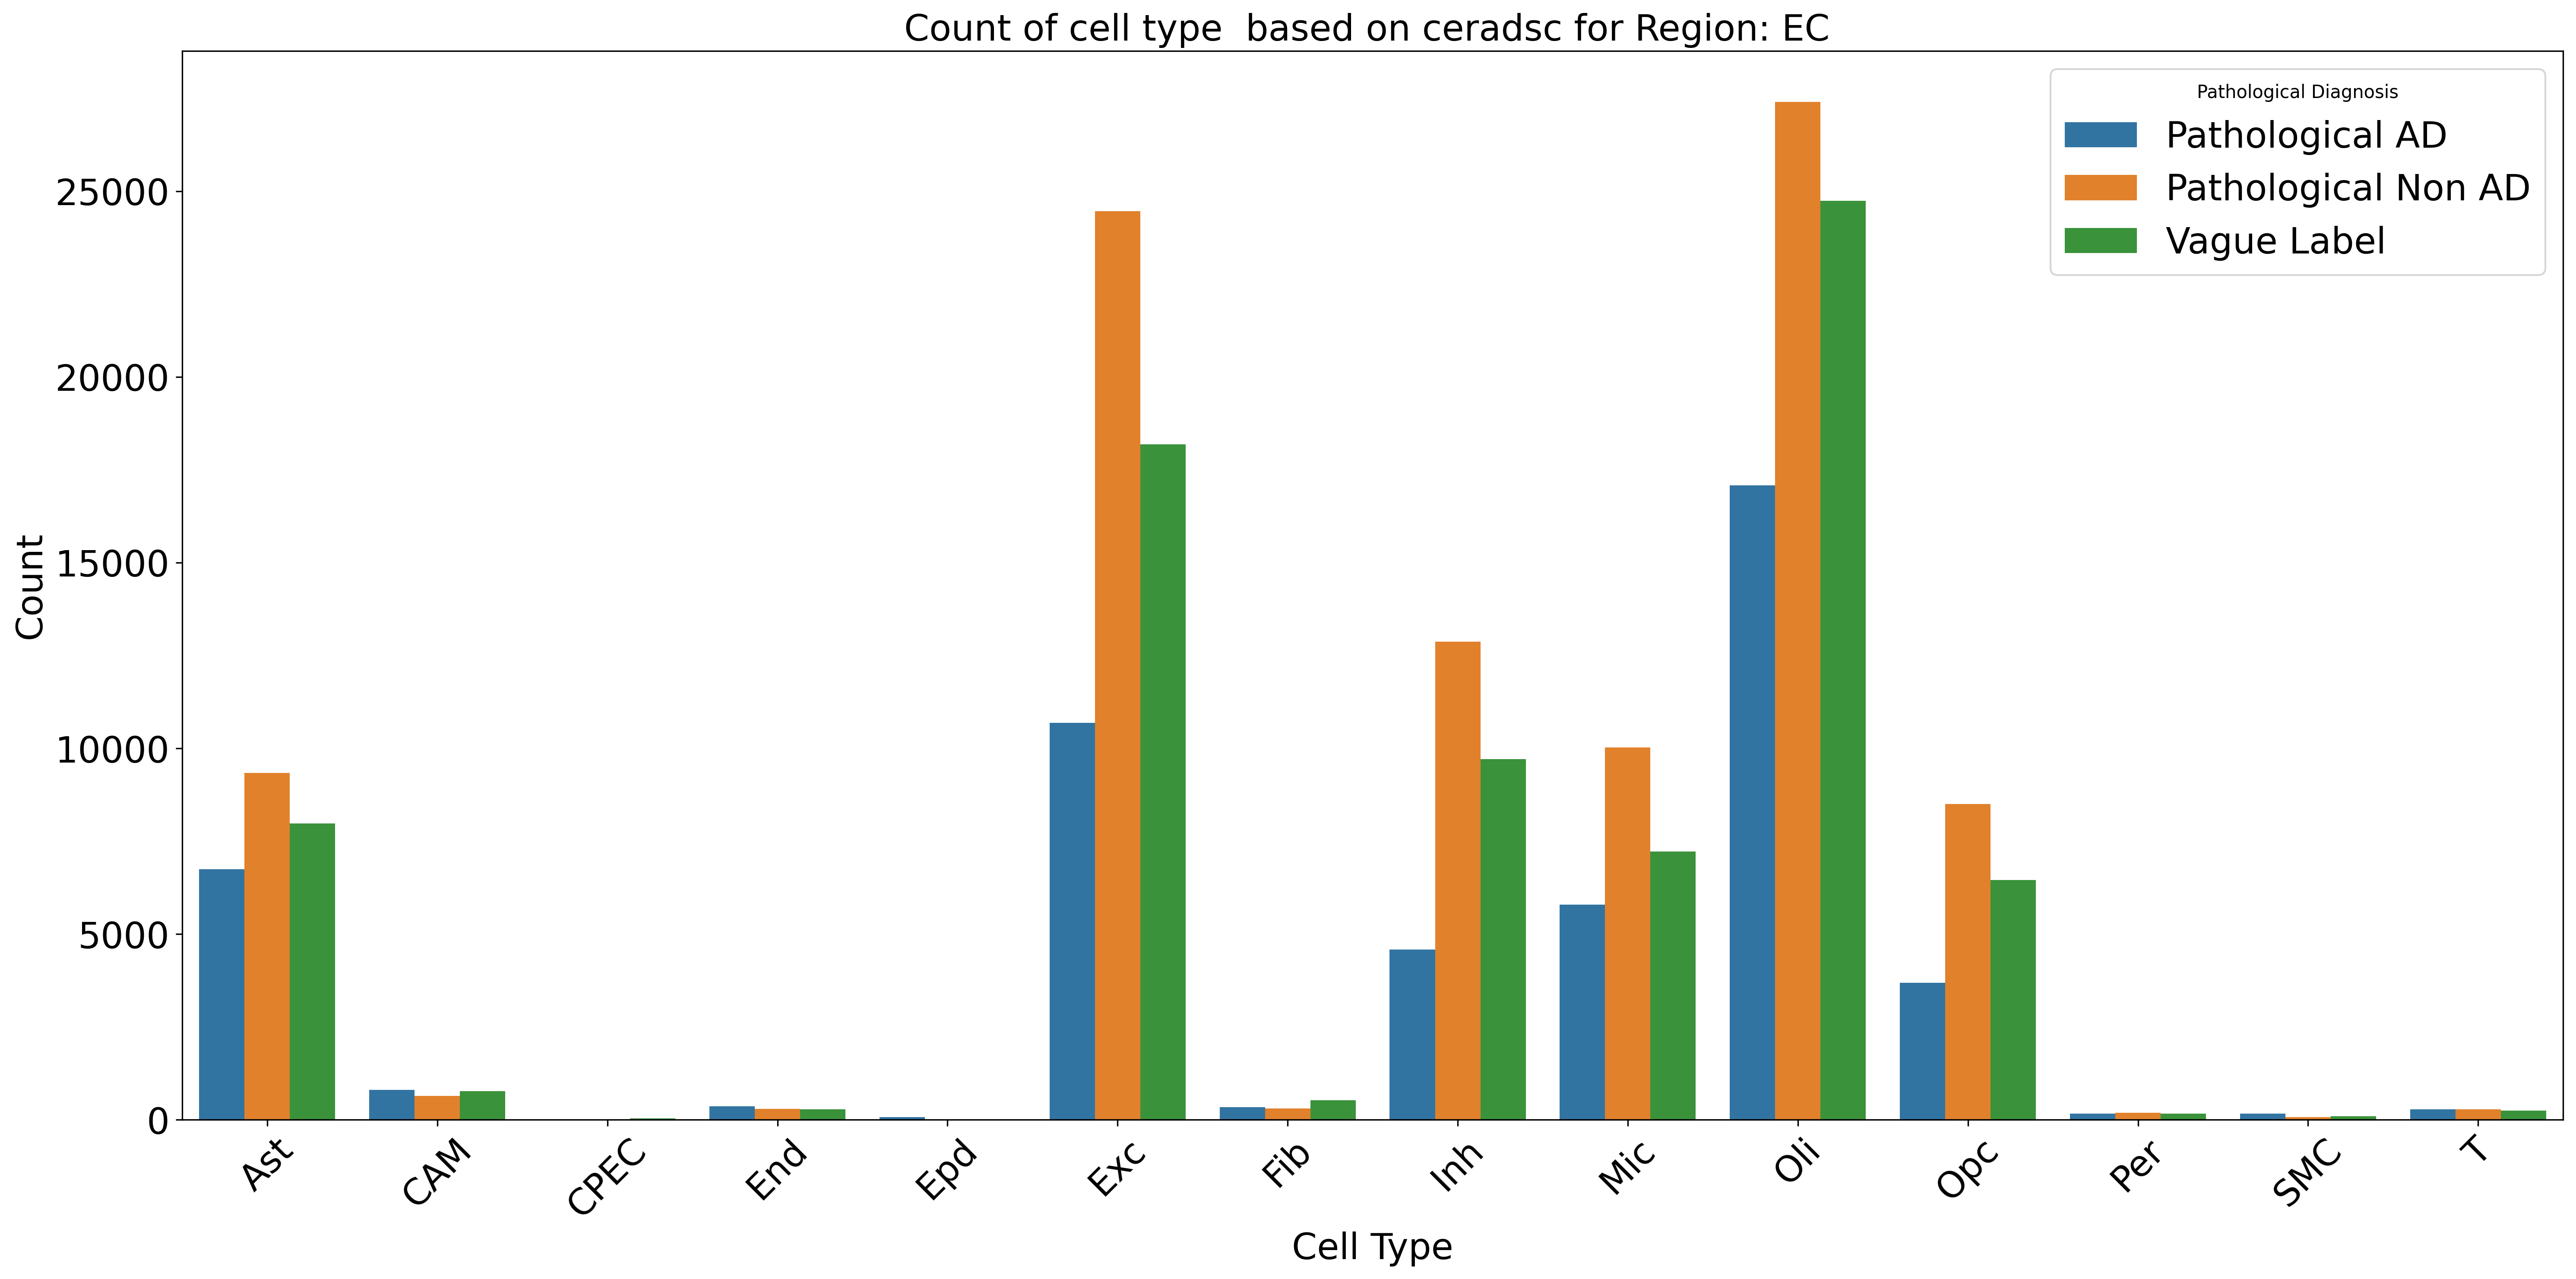 Count of cell type  based on ceradsc for Region: EC
Pathological Diagnosis
Pathological AD
Pathological Non AD
Vague Label
Count
25000
20000
15000
10000
5000
0
Ast CAM CPEC End Epd Exc Fib Inh Mic Oli Opc Per SMC T
Cell Type